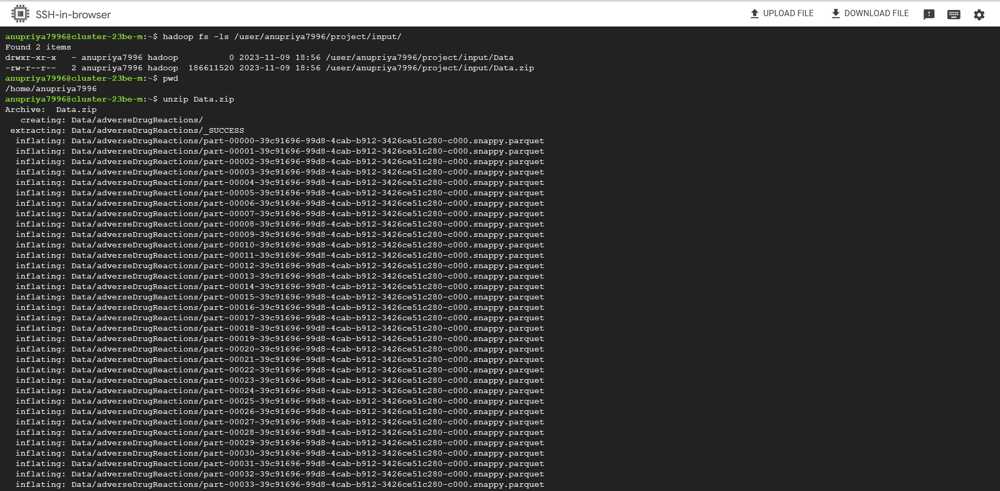 SSH-in-browser
UPLOAD FILE
DOWNLOAD FILE
anupriya7996@cluster-23be-m:~$ hadoop fs -ls /user/anupriya7996/project/input/
Found 2 items
drwxr-xr-x   - anupriya7996 hadoop          0 2023-11-09 18:56 /user/anupriya7996/project/input/Data
-rw-r--r--   2 anupriya7996 hadoop  186611520 2023-11-09 18:56 /user/anupriya7996/project/input/Data.zip
anupriya7996@cluster-23be-m:~$ pwd
/home/anupriya7996
anupriya7996@cluster-23be-m:~$ unzip Data.zip
Archive:  Data.zip
   creating: Data/adverseDrugReactions/
 extracting: Data/adverseDrugReactions/_SUCCESS
  inflating: Data/adverseDrugReactions/part-00000-39c91696-99d8-4cab-b912-3426ce51c280-c000.snappy.parquet
  inflating: Data/adverseDrugReactions/part-00001-39c91696-99d8-4cab-b912-3426ce51c280-c000.snappy.parquet
  inflating: Data/adverseDrugReactions/part-00002-39c91696-99d8-4cab-b912-3426ce51c280-c000.snappy.parquet
  inflating: Data/adverseDrugReactions/part-00003-39c91696-99d8-4cab-b912-3426ce51c280-c000.snappy.parquet
  inflating: Data/adverseDrugReactions/part-00004-39c91696-99d8-4cab-b912-3426ce51c280-c000.snappy.parquet
  inflating: Data/adverseDrugReactions/part-00005-39c91696-99d8-4cab-b912-3426ce51c280-c000.snappy.parquet
  inflating: Data/adverseDrugReactions/part-00006-39c91696-99d8-4cab-b912-3426ce51c280-c000.snappy.parquet
  inflating: Data/adverseDrugReactions/part-00007-39c91696-99d8-4cab-b912-3426ce51c280-c000.snappy.parquet
  inflating: Data/adverseDrugReactions/part-00008-39c91696-99d8-4cab-b912-3426ce51c280-c000.snappy.parquet
  inflating: Data/adverseDrugReactions/part-00009-39c91696-99d8-4cab-b912-3426ce51c280-c000.snappy.parquet
  inflating: Data/adverseDrugReactions/part-00010-39c91696-99d8-4cab-b912-3426ce51c280-c000.snappy.parquet
  inflating: Data/adverseDrugReactions/part-00011-39c91696-99d8-4cab-b912-3426ce51c280-c000.snappy.parquet
  inflating: Data/adverseDrugReactions/part-00012-39c91696-99d8-4cab-b912-3426ce51c280-c000.snappy.parquet
  inflating: Data/adverseDrugReactions/part-00013-39c91696-99d8-4cab-b912-3426ce51c280-c000.snappy.parquet
  inflating: Data/adverseDrugReactions/part-00014-39c91696-99d8-4cab-b912-3426ce51c280-c000.snappy.parquet
  inflating: Data/adverseDrugReactions/part-00015-39c91696-99d8-4cab-b912-3426ce51c280-c000.snappy.parquet
  inflating: Data/adverseDrugReactions/part-00016-39c91696-99d8-4cab-b912-3426ce51c280-c000.snappy.parquet
  inflating: Data/adverseDrugReactions/part-00017-39c91696-99d8-4cab-b912-3426ce51c280-c000.snappy.parquet
  inflating: Data/adverseDrugReactions/part-00018-39c91696-99d8-4cab-b912-3426ce51c280-c000.snappy.parquet
  inflating: Data/adverseDrugReactions/part-00019-39c91696-99d8-4cab-b912-3426ce51c280-c000.snappy.parquet
  inflating: Data/adverseDrugReactions/part-00020-39c91696-99d8-4cab-b912-3426ce51c280-c000.snappy.parquet
  inflating: Data/adverseDrugReactions/part-00021-39c91696-99d8-4cab-b912-3426ce51c280-c000.snappy.parquet
  inflating: Data/adverseDrugReactions/part-00022-39c91696-99d8-4cab-b912-3426ce51c280-c000.snappy.parquet
  inflating: Data/adverseDrugReactions/part-00023-39c91696-99d8-4cab-b912-3426ce51c280-c000.snappy.parquet
  inflating: Data/adverseDrugReactions/part-00024-39c91696-99d8-4cab-b912-3426ce51c280-c000.snappy.parquet
  inflating: Data/adverseDrugReactions/part-00025-39c91696-99d8-4cab-b912-3426ce51c280-c000.snappy.parquet
  inflating: Data/adverseDrugReactions/part-00026-39c91696-99d8-4cab-b912-3426ce51c280-c000.snappy.parquet
  inflating: Data/adverseDrugReactions/part-00027-39c91696-99d8-4cab-b912-3426ce51c280-c000.snappy.parquet
  inflating: Data/adverseDrugReactions/part-00028-39c91696-99d8-4cab-b912-3426ce51c280-c000.snappy.parquet
  inflating: Data/adverseDrugReactions/part-00029-39c91696-99d8-4cab-b912-3426ce51c280-c000.snappy.parquet
  inflating: Data/adverseDrugReactions/part-00030-39c91696-99d8-4cab-b912-3426ce51c280-c000.snappy.parquet
  inflating: Data/adverseDrugReactions/part-00031-39c91696-99d8-4cab-b912-3426ce51c280-c000.snappy.parquet
  inflating: Data/adverseDrugReactions/part-00032-39c91696-99d8-4cab-b912-3426ce51c280-c000.snappy.parquet
  inflating: Data/adverseDrugReactions/part-00033-39c91696-99d8-4cab-b912-3426ce51c280-c000.snappy.parquet